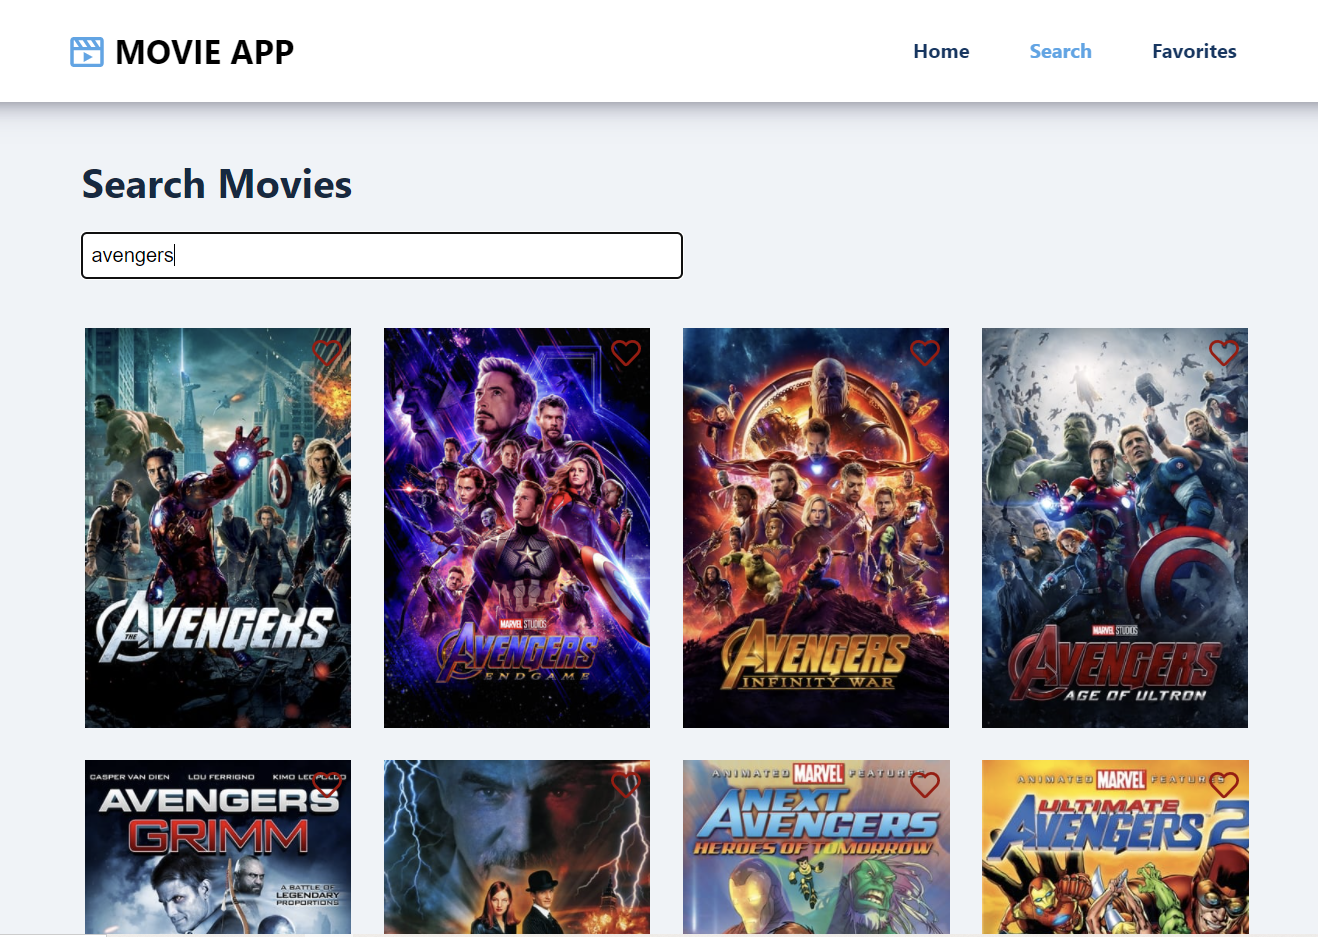 MOVIE APP
Home
Search
Favorites
Search Movies
avengers
THE AVENGERS
MARVEL STUDIOS
AVENGERS
ENDGAME
AVENGERS
INFINITY WAR
MARVEL STUDIOS
AVENGERS
AGE OF ULTRON
CASPER VAN DIEN LOU FERRIGNO KIMO LEOPOLDO
AVENGERS
GRIMM
A BATTLE OF
LEGENDARY
PROPORTIONS
ANIMATED MARVEL FEATURES
NEXT
AVENGERS
HEROES OF TOMORROW
ANIMATED MARVEL FEATURES
ULTIMATE
AVENGERS 2